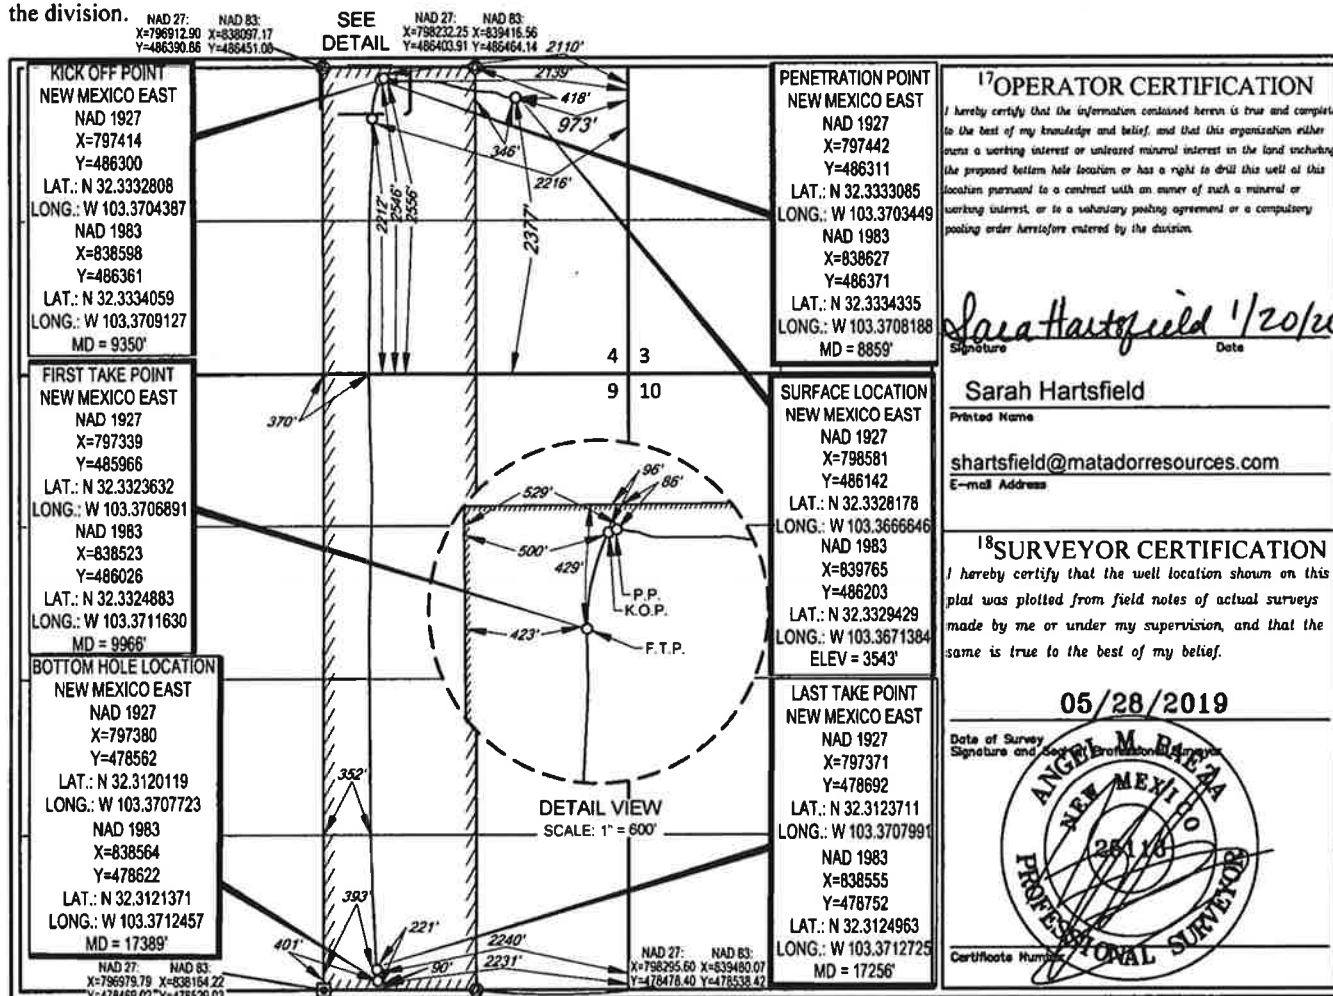 the division.
NAD 27: NAD 83:
X=796912.90 X=838097.17
Y=486390.66 Y=486451.08
SEE
DETAIL
NAD 27: NAD 83:
X=798232.25 X=839416.56
Y=486403.91 Y=486464.14
2110'
2139'
418'
973'
346'
2216'
2212'
2546'
2556'
2377'
KICK OFF POINT
NEW MEXICO EAST
NAD 1927
X=797414
Y=486300
LAT.: N 32.3332808
LONG.: W 103.3704387
NAD 1983
X=838598
Y=486361
LAT.: N 32.3334059
LONG.: W 103.3709127
MD = 9350'
FIRST TAKE POINT
NEW MEXICO EAST
NAD 1927
X=797339
Y=485966
LAT.: N 32.3323632
LONG.: W 103.3706891
NAD 1983
X=838523
Y=486026
LAT.: N 32.3324883
LONG.: W 103.3711630
MD = 9966'
BOTTOM HOLE LOCATION
NEW MEXICO EAST
NAD 1927
X=797380
Y=478562
LAT.: N 32.3120119
LONG.: W 103.3707723
NAD 1983
X=838564
Y=478622
LAT.: N 32.3121371
LONG.: W 103.3712457
MD = 17389'
NAD 27: NAD 83:
X=796979.79 X=838164.22
Y=478469.02 Y=478529.03
4 3
9 10
370'
96'
86'
529'
500'
429'
P.P.
K.O.P.
423'
F.T.P.
DETAIL VIEW
SCALE: 1" = 600'
352'
393'
401'
221'
90'
2240'
2231'
NAD 27: NAD 83:
X=798295.60 X=839480.07
Y=478478.40 Y=478538.42
PENETRATION POINT
NEW MEXICO EAST
NAD 1927
X=797442
Y=486311
LAT.: N 32.3333085
LONG.: W 103.3703449
NAD 1983
X=838627
Y=486371
LAT.: N 32.3334335
LONG.: W 103.3708188
MD = 8859'
SURFACE LOCATION
NEW MEXICO EAST
NAD 1927
X=798581
Y=486142
LAT.: N 32.3328178
LONG.: W 103.3666646
NAD 1983
X=839765
Y=486203
LAT.: N 32.3329429
LONG.: W 103.3671384
ELEV = 3543'
LAST TAKE POINT
NEW MEXICO EAST
NAD 1927
X=797371
Y=478692
LAT.: N 32.3123711
LONG.: W 103.3707991
NAD 1983
X=838555
Y=478752
LAT.: N 32.3124963
LONG.: W 103.3712725
MD = 17256'
17 OPERATOR CERTIFICATION
I hereby certify that the information contained herein is true and complete
to the best of my knowledge and belief, and that this organization either
owns a working interest or unleased mineral interest in the land including
the proposed bottom hole location or has a right to drill this well at this
location pursuant to a contract with an owner of such a mineral or
working interest, or to a voluntary pooling agreement or a compulsory
pooling order heretofore entered by the division.
Sara Hartsfield 1/20/20
Signature Date
Sarah Hartsfield
Printed Name
shartsfield@matadorresources.com
E-mail Address
18 SURVEYOR CERTIFICATION
I hereby certify that the well location shown on this
plat was plotted from field notes of actual surveys
made by me or under my supervision, and that the
same is true to the best of my belief.
05/28/2019
Date of Survey
Signature and Seal of Professional Surveyor
ANGEL M. BAEZA
NEW MEXICO
PROFESSIONAL SURVEYOR
Certificate Number